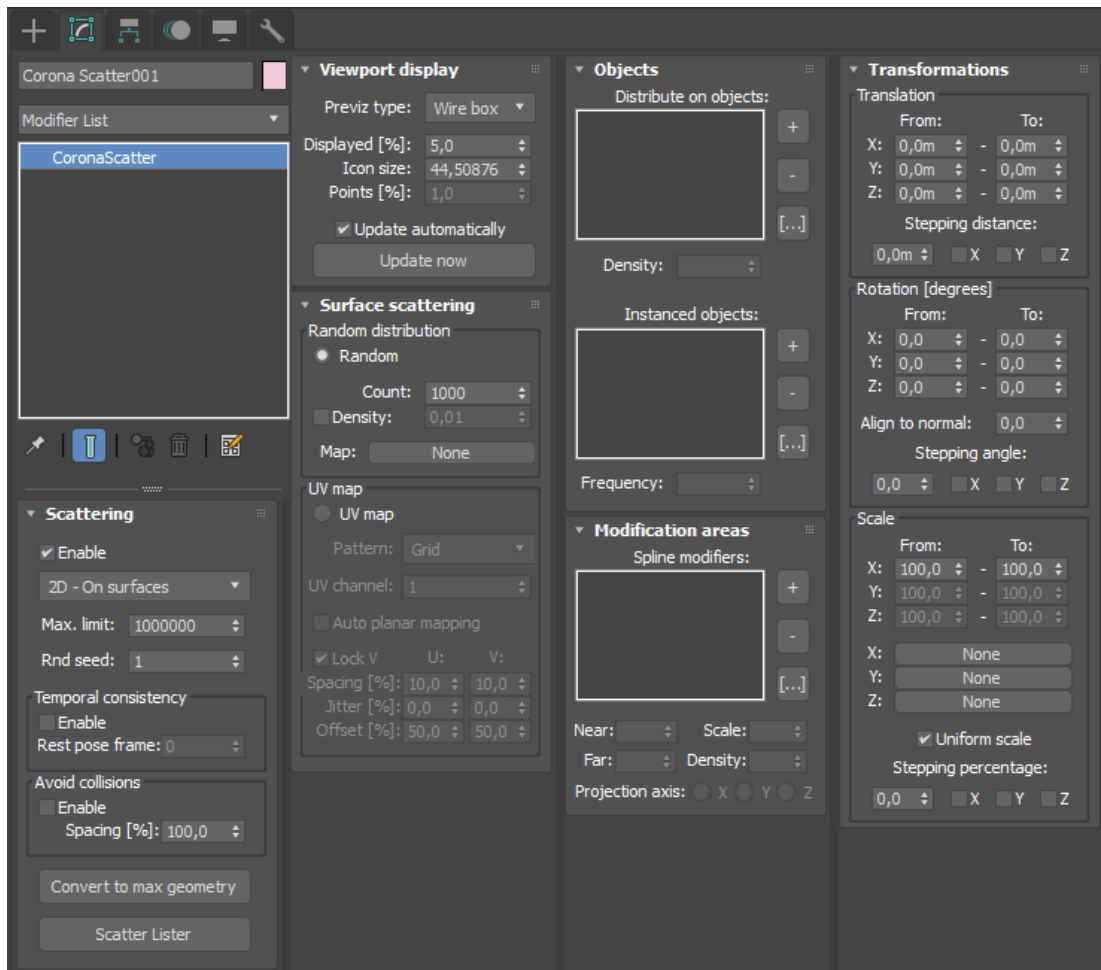 Corona Scatter001
Modifier List
CoronaScatter
Scattering
Enable
2D - On surfaces
Max. limit: 1000000
Rnd seed: 1
Temporal consistency
Enable
Rest pose frame: 0
Avoid collisions
Enable
Spacing [%]: 100,0
Convert to max geometry
Scatter Lister
Viewport display
Previz type: Wire box
Displayed [%]: 5,0
Icon size: 44,50876
Points [%]: 1,0
Update automatically
Update now
Surface scattering
Random distribution
Random
Count: 1000
Density: 0,01
Map: None
UV map
UV map
Pattern: Grid
UV channel: 1
Auto planar mapping
Lock V U: V:
Spacing [%]: 10,0 10,0
Jitter [%]: 0,0 0,0
Offset [%]: 50,0 50,0
Objects
Distribute on objects:
+
-
[...]
Density:
Instanced objects:
+
-
[...]
Frequency:
Modification areas
Spline modifiers:
+
-
[...]
Near: Scale:
Far: Density:
Projection axis: X Y Z
Transformations
Translation
From: To:
X: 0,0m - 0,0m
Y: 0,0m - 0,0m
Z: 0,0m - 0,0m
Stepping distance:
0,0m X Y Z
Rotation [degrees]
From: To:
X: 0,0 - 0,0
Y: 0,0 - 0,0
Z: 0,0 - 0,0
Align to normal: 0,0
Stepping angle:
0,0 X Y Z
Scale
From: To:
X: 100,0 - 100,0
Y: 100,0 - 100,0
Z: 100,0 - 100,0
X: None
Y: None
Z: None
Uniform scale
Stepping percentage:
0,0 X Y Z